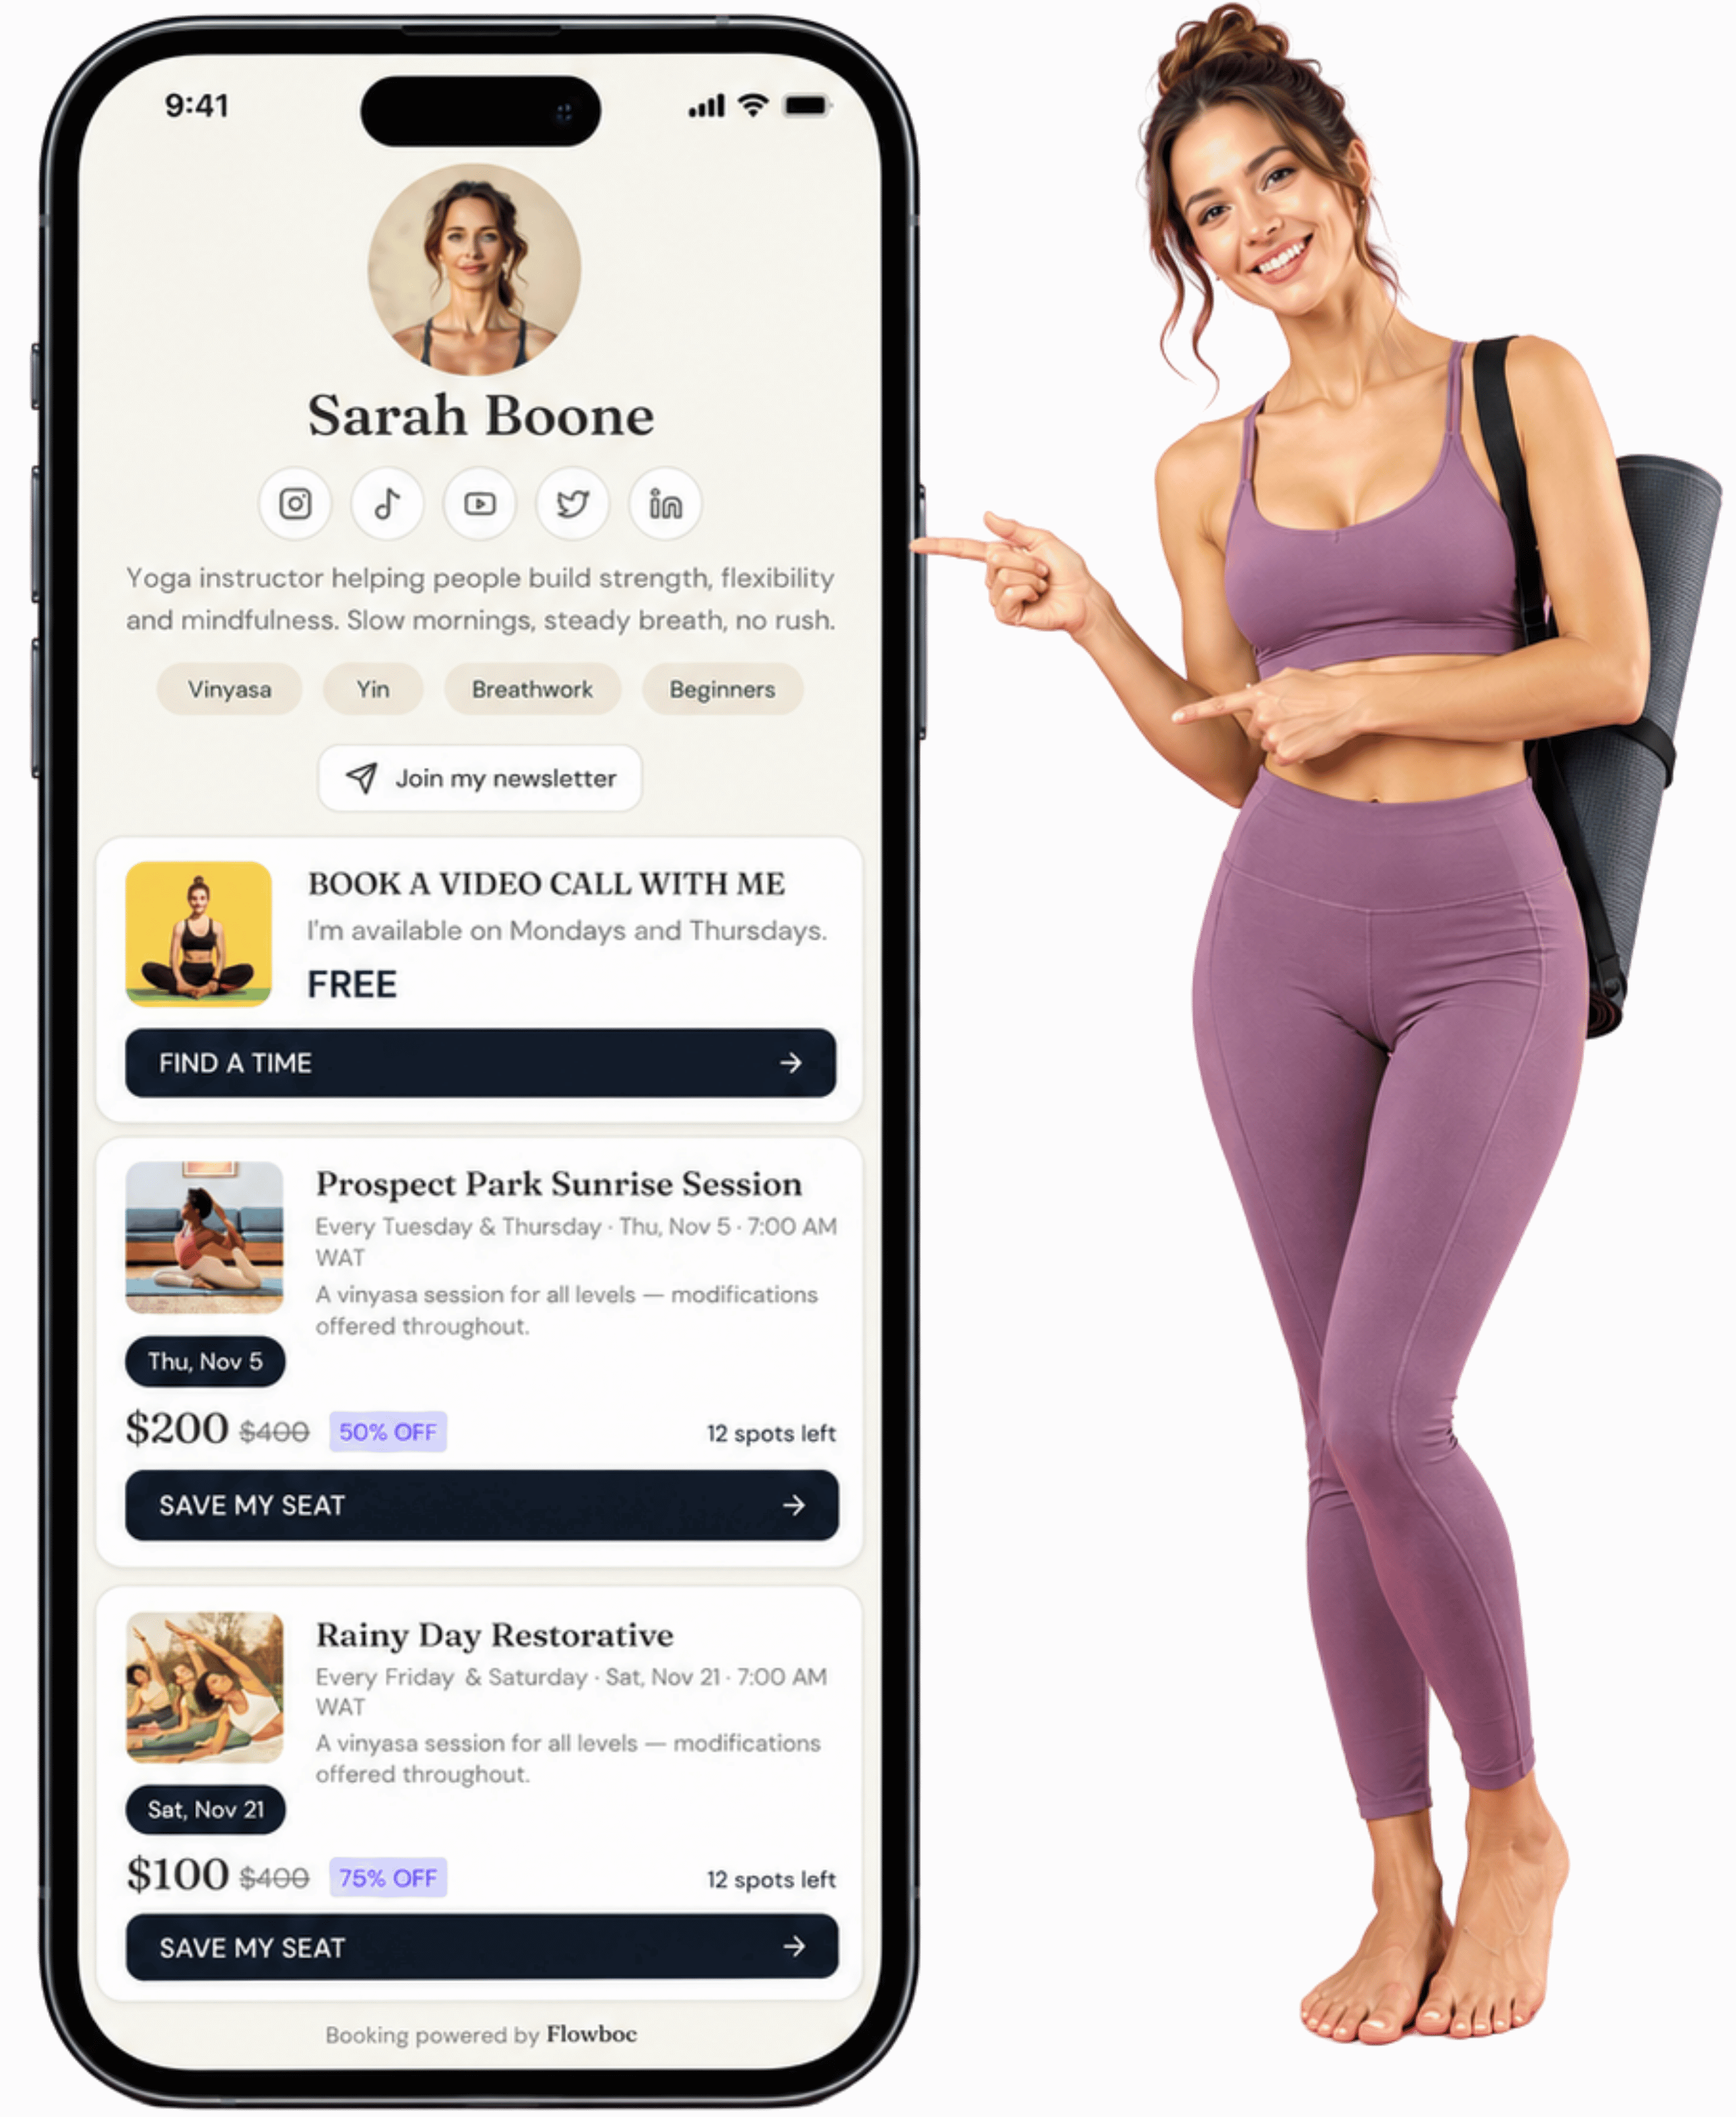 9:41
Sarah Boone
Yoga instructor helping people build strength, flexibility
and mindfulness. Slow mornings, steady breath, no rush.
Vinyasa Yin Breathwork Beginners
Join my newsletter
BOOK A VIDEO CALL WITH ME
I'm available on Mondays and Thursdays.
FREE
FIND A TIME
Prospect Park Sunrise Session
Every Tuesday & Thursday · Thu, Nov 5 · 7:00 AM
WAT
A vinyasa session for all levels — modifications
offered throughout.
Thu, Nov 5
$200 $400 50% OFF 12 spots left
SAVE MY SEAT
Rainy Day Restorative
Every Friday & Saturday · Sat, Nov 21 · 7:00 AM
WAT
A vinyasa session for all levels — modifications
offered throughout.
Sat, Nov 21
$100 $400 75% OFF 12 spots left
SAVE MY SEAT
Booking powered by Flowboc